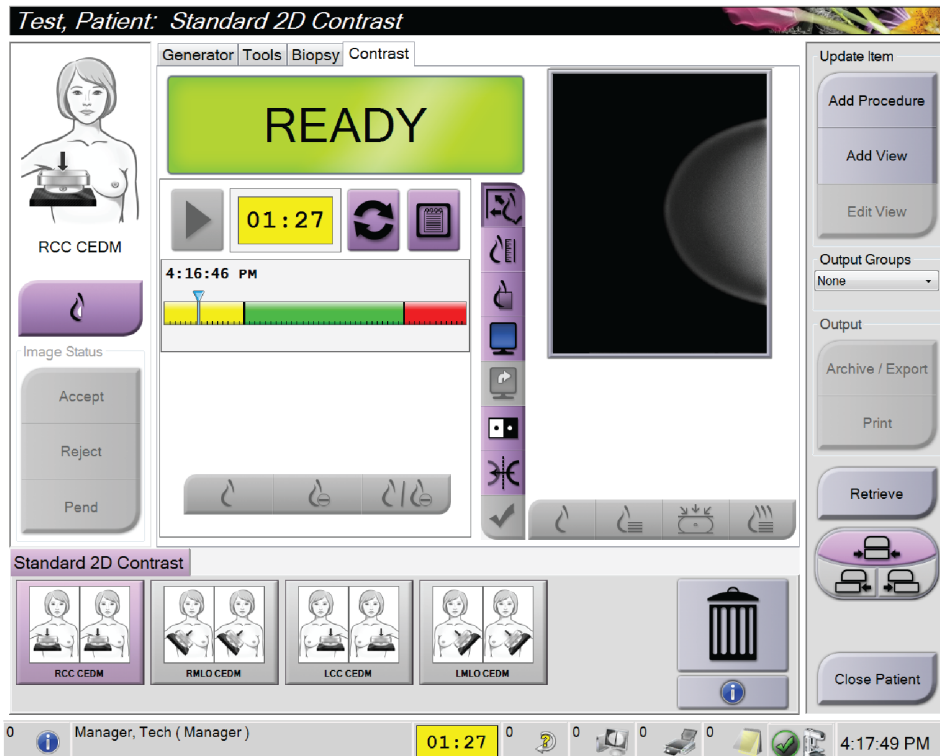 Test, Patient: Standard 2D Contrast
Generator Tools Biopsy Contrast
READY
01:27
4:16:46 PM
RCC CEDM
Image Status
Accept
Reject
Pend
Update Item
Add Procedure
Add View
Edit View
Output Groups
None
Output
Archive / Export
Print
Retrieve
Close Patient
Standard 2D Contrast
RCC CEDM
RMLO CEDM
LCC CEDM
LMLO CEDM
0 Manager, Tech ( Manager ) 01:27 0 0 0 0 4:17:49 PM